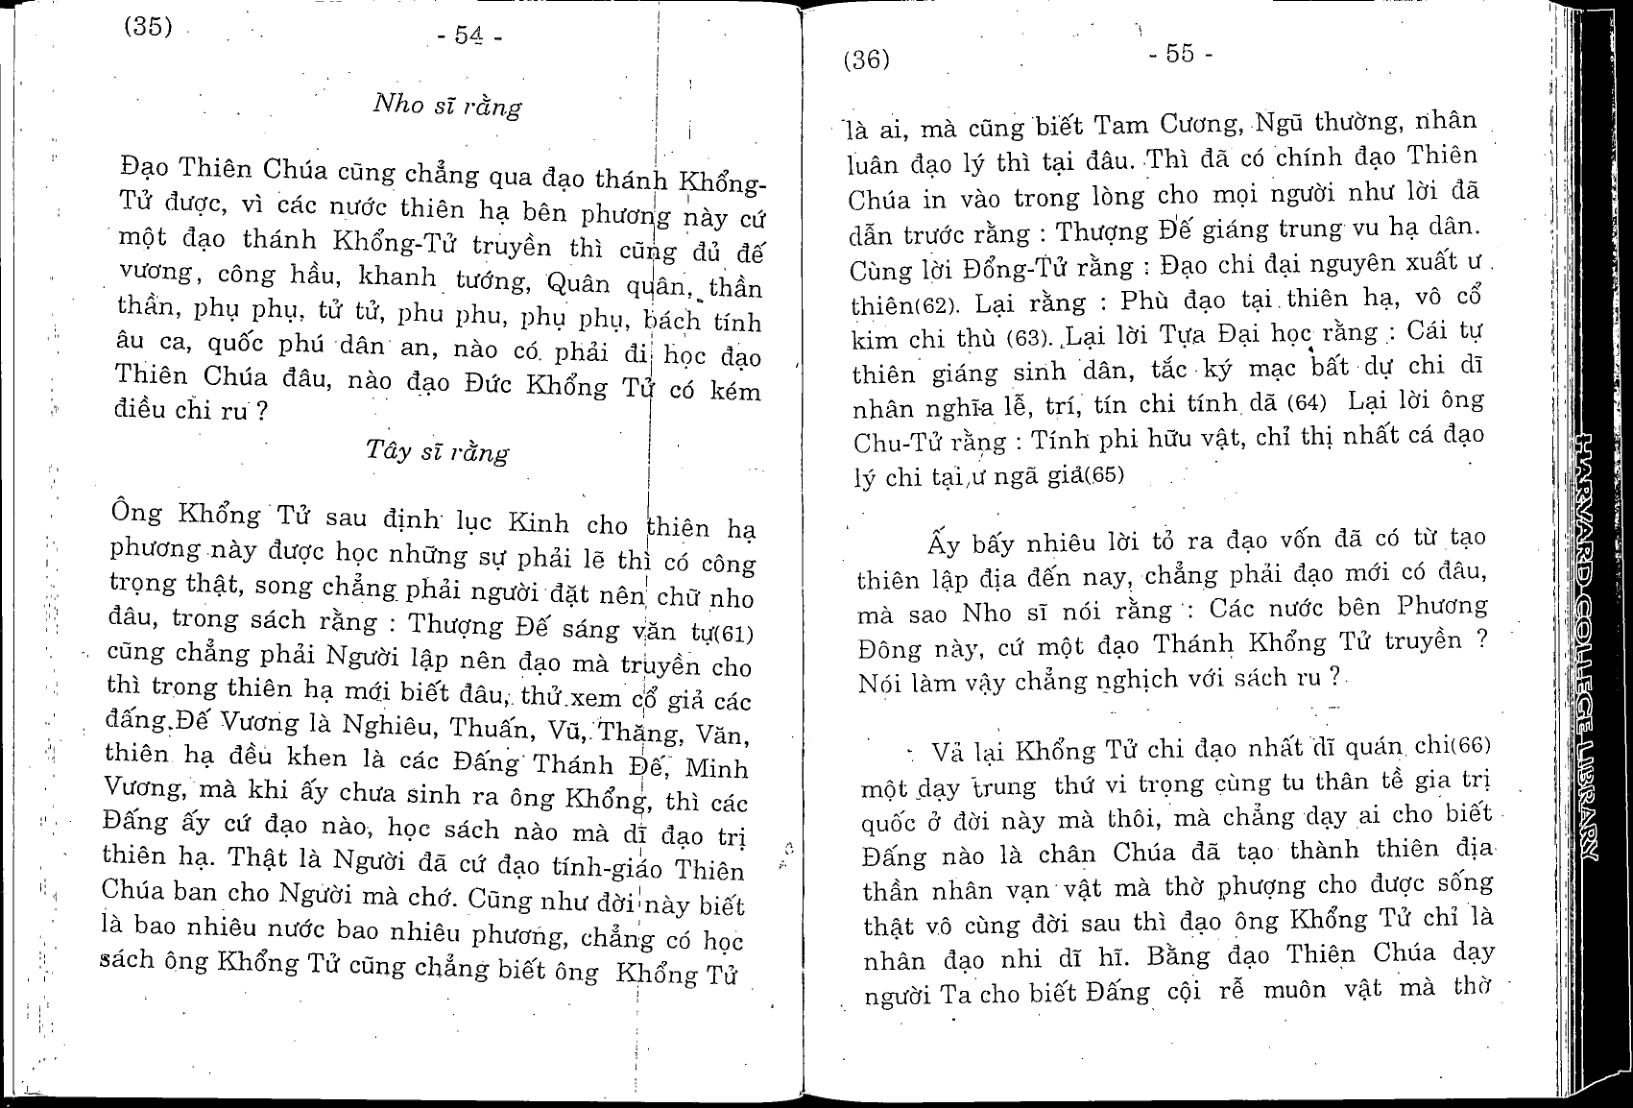 (35)
- 54 -
Nho sĩ rằng
Đạo Thiên Chúa cũng chẳng qua đạo thánh Khổng-
Tử được, vì các nước thiên hạ bên phương này cứ
một đạo thánh Khổng-Tử truyền thì cũng đủ đế
vương, công hầu, khanh tướng, Quân quân, thần
thần, phụ phụ, tử tử, phu phu, phụ phụ, bách tính
âu ca, quốc phú dân an, nào có phải đi học đạo
Thiên Chúa đâu, nào đạo Đức Khổng Tử có kém
điều chi ru ?
Tây sĩ rằng
Ông Khổng Tử sau định lục Kinh cho thiên hạ
phương này được học những sự phải lẽ thì có công
trọng thật, song chẳng phải người đặt nên chữ nho
đâu, trong sách rằng : Thượng Đế sáng văn tự(61)
cũng chẳng phải Người lập nên đạo mà truyền cho
thì trong thiên hạ mới biết đâu, thử xem cổ giả các
đấng Đế Vương là Nghiêu, Thuấn, Vũ, Thăng, Văn,
thiên hạ đều khen là các Đấng Thánh Đế, Minh
Vương, mà khi ấy chưa sinh ra ông Khổng, thì các
Đấng ấy cứ đạo nào, học sách nào mà dĩ đạo trị
thiên hạ. Thật là Người đã cứ đạo tính-giáo Thiên
Chúa ban cho Người mà chớ. Cũng như đời này biết
là bao nhiêu nước bao nhiêu phương, chẳng có học
sách ông Khổng Tử cũng chẳng biết ông Khổng Tử
(36)
- 55 -
là ai, mà cũng biết Tam Cương, Ngũ thường, nhân
luân đạo lý thì tại đâu. Thì đã có chính đạo Thiên
Chúa in vào trong lòng cho mọi người như lời đã
dẫn trước rằng : Thượng Đế giáng trung vu hạ dân.
Cùng lời Đổng-Tử rằng : Đạo chi đại nguyên xuất ư
thiên(62). Lại rằng : Phù đạo tại thiên hạ, vô cổ
kim chi thù (63). Lại lời Tựa Đại học rằng : Cái tự
thiên giáng sinh dân, tắc ký mạc bất dự chi dĩ
nhân nghĩa lễ, trí, tín chi tính dã (64) Lại lời ông
Chu-Tử rằng : Tính phi hữu vật, chỉ thị nhất cá đạo
lý chi tại ư ngã giả(65)
Ấy bấy nhiêu lời tỏ ra đạo vốn đã có từ tạo
thiên lập địa đến nay, chẳng phải đạo mới có đâu,
mà sao Nho sĩ nói rằng : Các nước bên Phương
Đông này, cứ một đạo Thánh Khổng Tử truyền ?
Nói làm vậy chẳng nghịch với sách ru ?
Vả lại Khổng Tử chi đạo nhất dĩ quán chi(66)
một dạy trung thứ vi trọng cùng tu thân tề gia trị
quốc ở đời này mà thôi, mà chẳng dạy ai cho biết
Đấng nào là chân Chúa đã tạo thành thiên địa
thần nhân vạn vật mà thờ phượng cho được sống
thật vô cùng đời sau thì đạo ông Khổng Tử chỉ là
nhân đạo nhi dĩ hĩ. Bằng đạo Thiên Chúa dạy
người Ta cho biết Đấng cội rễ muôn vật mà thờ
HARVARD COLLEGE LIBRARY